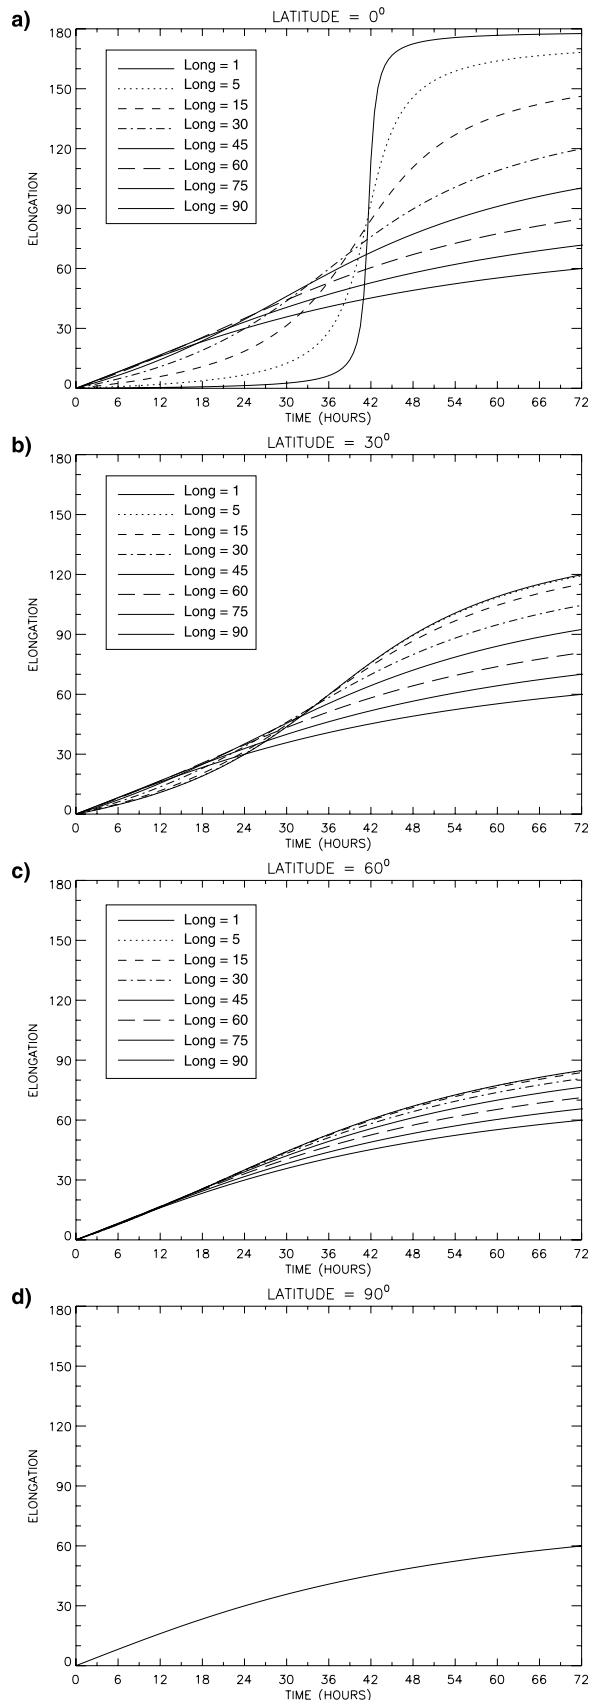 a)
LATITUDE = 0⁰
180
150
120
90
60
30
0
ELONGATION
Long = 1
Long = 5
Long = 15
Long = 30
Long = 45
Long = 60
Long = 75
Long = 90
0 6 12 18 24 30 36 42 48 54 60 66 72
TIME (HOURS)
b)
LATITUDE = 30⁰
180
150
120
90
60
30
0
ELONGATION
Long = 1
Long = 5
Long = 15
Long = 30
Long = 45
Long = 60
Long = 75
Long = 90
0 6 12 18 24 30 36 42 48 54 60 66 72
TIME (HOURS)
c)
LATITUDE = 60⁰
180
150
120
90
60
30
0
ELONGATION
Long = 1
Long = 5
Long = 15
Long = 30
Long = 45
Long = 60
Long = 75
Long = 90
0 6 12 18 24 30 36 42 48 54 60 66 72
TIME (HOURS)
d)
LATITUDE = 90⁰
180
150
120
90
60
30
0
ELONGATION
0 6 12 18 24 30 36 42 48 54 60 66 72
TIME (HOURS)